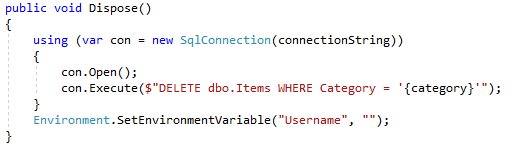 public void Dispose()
{
    using (var con = new SqlConnection(connectionString))
    {
        con.Open();
        con.Execute($"DELETE dbo.Items WHERE Category = '{category}'");
    }
    Environment.SetEnvironmentVariable("Username", "");
}